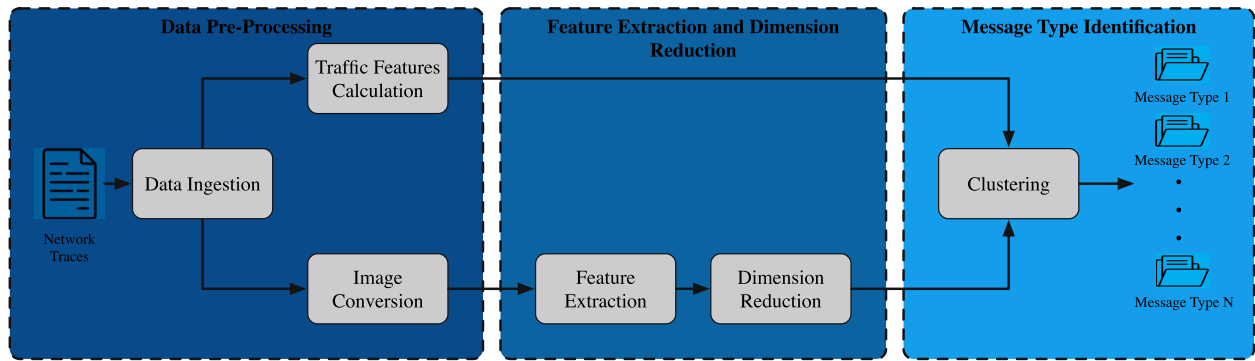 Data Pre-Processing
Traffic Features
Calculation
Data Ingestion
Network
Traces
Image
Conversion
Feature Extraction and Dimension
Reduction
Feature
Extraction
Dimension
Reduction
Message Type Identification
Message Type 1
Message Type 2
Clustering
Message Type N